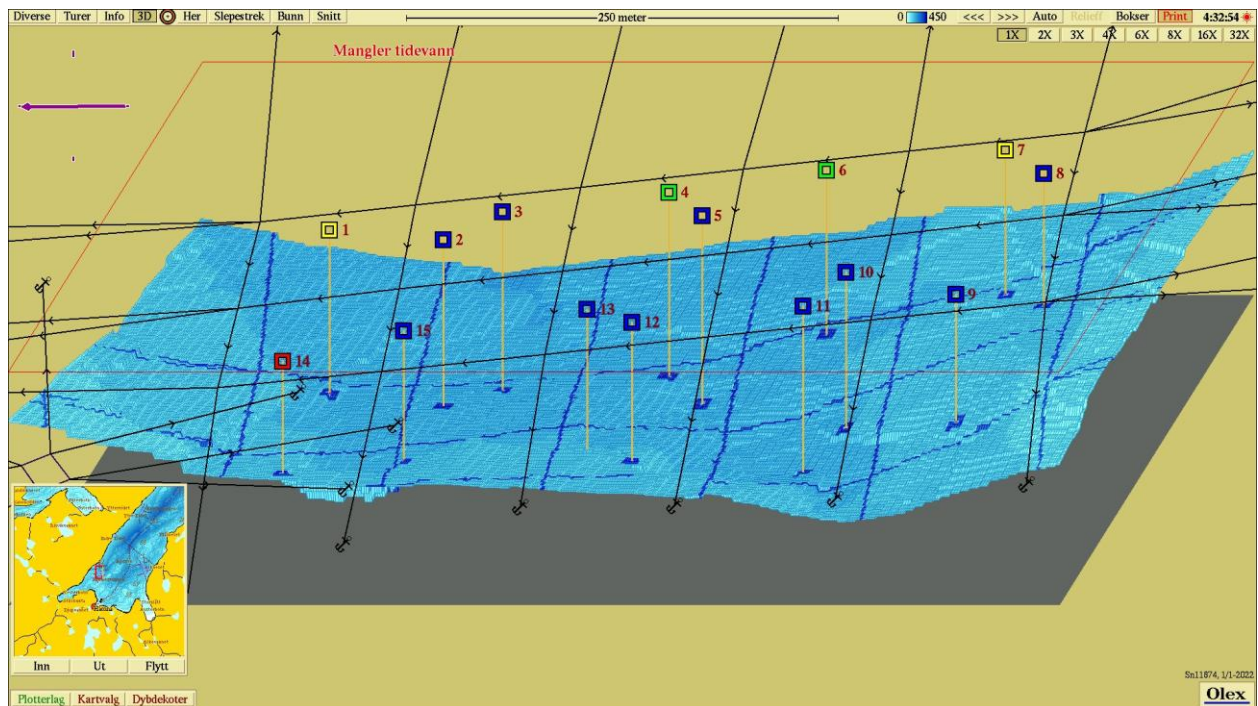 Diverse Turer Info 3D Her Slepestrek Bunn Snitt 250 meter 0 450 <<< >>> Auto Relieff Bokser Print 4:32:54
1X 2X 3X 4X 6X 8X 16X 32X
Mangler tidevann
7
6
8
4
3
5
1
2
10
9
11
13
12
15
14
Inn Ut Flytt
Sn11874, 1/1-2022
Plotterlag Kartvalg Dybdekoter
Olex